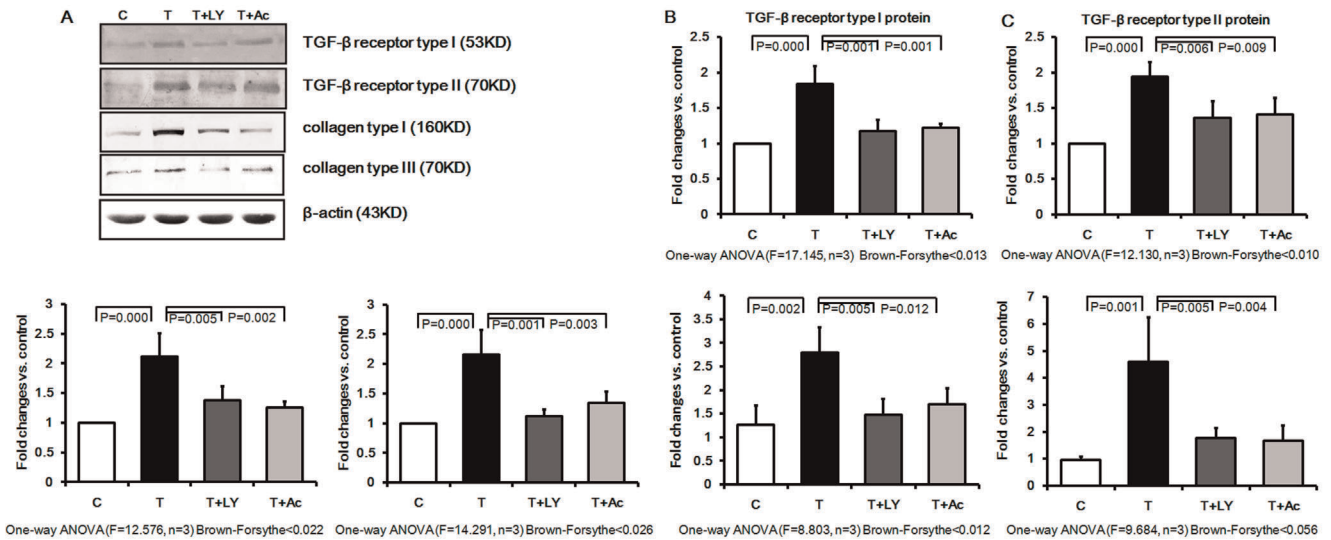 A
C T T+LY T+Ac
TGF-β receptor type I (53KD)
TGF-β receptor type II (70KD)
collagen type I (160KD)
collagen type III (70KD)
β-actin (43KD)
B
TGF-β receptor type I protein
Fold changes vs. control
2.5
2
1.5
1
0.5
0
P=0.000
P=0.001
P=0.001
C T T+LY T+Ac
One-way ANOVA(F=17.145, n=3) Brown-Forsythe<0.013
C
TGF-β receptor type II protein
Fold changes vs. control
2.5
2
1.5
1
0.5
0
P=0.000
P=0.006
P=0.009
C T T+LY T+Ac
One-way ANOVA(F=12.130, n=3) Brown-Forsythe<0.010
Fold changes vs. control
3
2.5
2
1.5
1
0.5
0
P=0.000
P=0.005
P=0.002
C T T+LY T+Ac
One-way ANOVA(F=12.576, n=3) Brown-Forsythe<0.022
Fold changes vs. control
3
2.5
2
1.5
1
0.5
0
P=0.000
P=0.001
P=0.003
C T T+LY T+Ac
One-way ANOVA(F=14.291, n=3) Brown-Forsythe<0.026
Fold changes vs. control
4
3.5
3
2.5
2
1.5
1
0.5
0
P=0.002
P=0.005
P=0.012
C T T+LY T+Ac
One-way ANOVA(F=8.803, n=3) Brown-Forsythe<0.012
Fold changes vs. control
7
6
5
4
3
2
1
0
P=0.001
P=0.005
P=0.004
C T T+LY T+Ac
One-way ANOVA(F=9.684, n=3) Brown-Forsythe<0.056